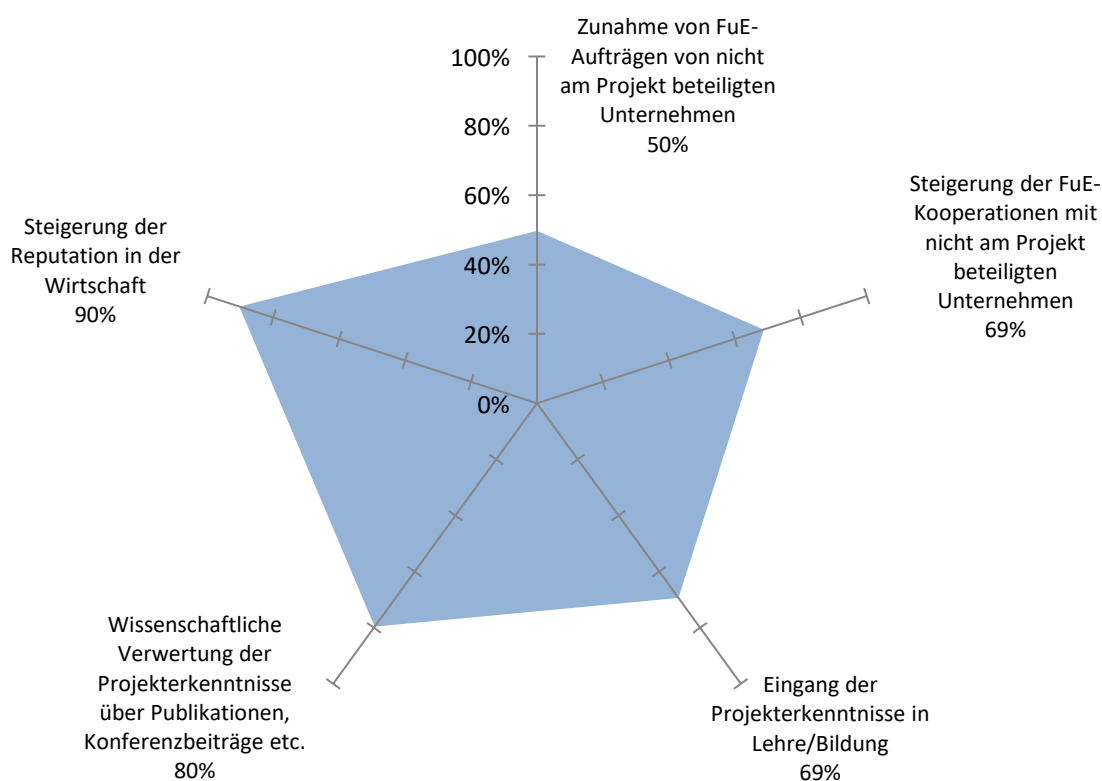 Zunahme von FuE-
Aufträgen von nicht
am Projekt beteiligten
Unternehmen
50%
100%
80%
60%
40%
20%
0%
Steigerung der FuE-
Kooperationen mit
nicht am Projekt
beteiligten
Unternehmen
69%
Eingang der
Projekterkenntnisse in
Lehre/Bildung
69%
Wissenschaftliche
Verwertung der
Projekterkenntnisse
über Publikationen,
Konferenzbeiträge etc.
80%
Steigerung der
Reputation in der
Wirtschaft
90%